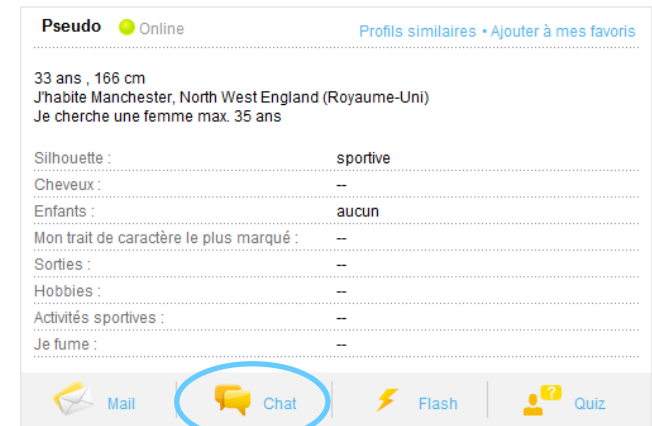 Pseudo Online Profils similaires • Ajouter à mes favoris
33 ans , 166 cm
J'habite Manchester, North West England (Royaume-Uni)
Je cherche une femme max. 35 ans
Silhouette : sportive
Cheveux : --
Enfants : aucun
Mon trait de caractère le plus marqué : --
Sorties : --
Hobbies : --
Activités sportives : --
Je fume : --
Mail Chat Flash ? Quiz